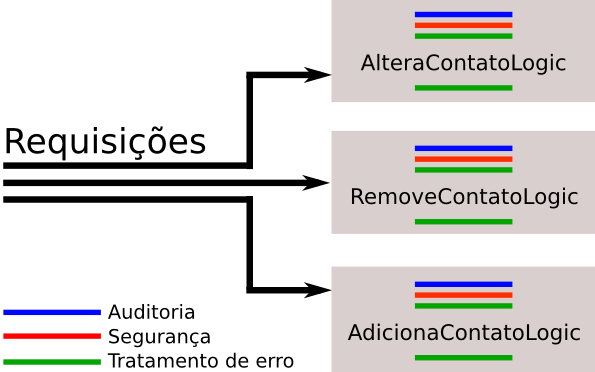 AlteraContatoLogic
Requisições
RemoveContatoLogic
Auditoria
Segurança
Tratamento de erro
AdicionaContatoLogic